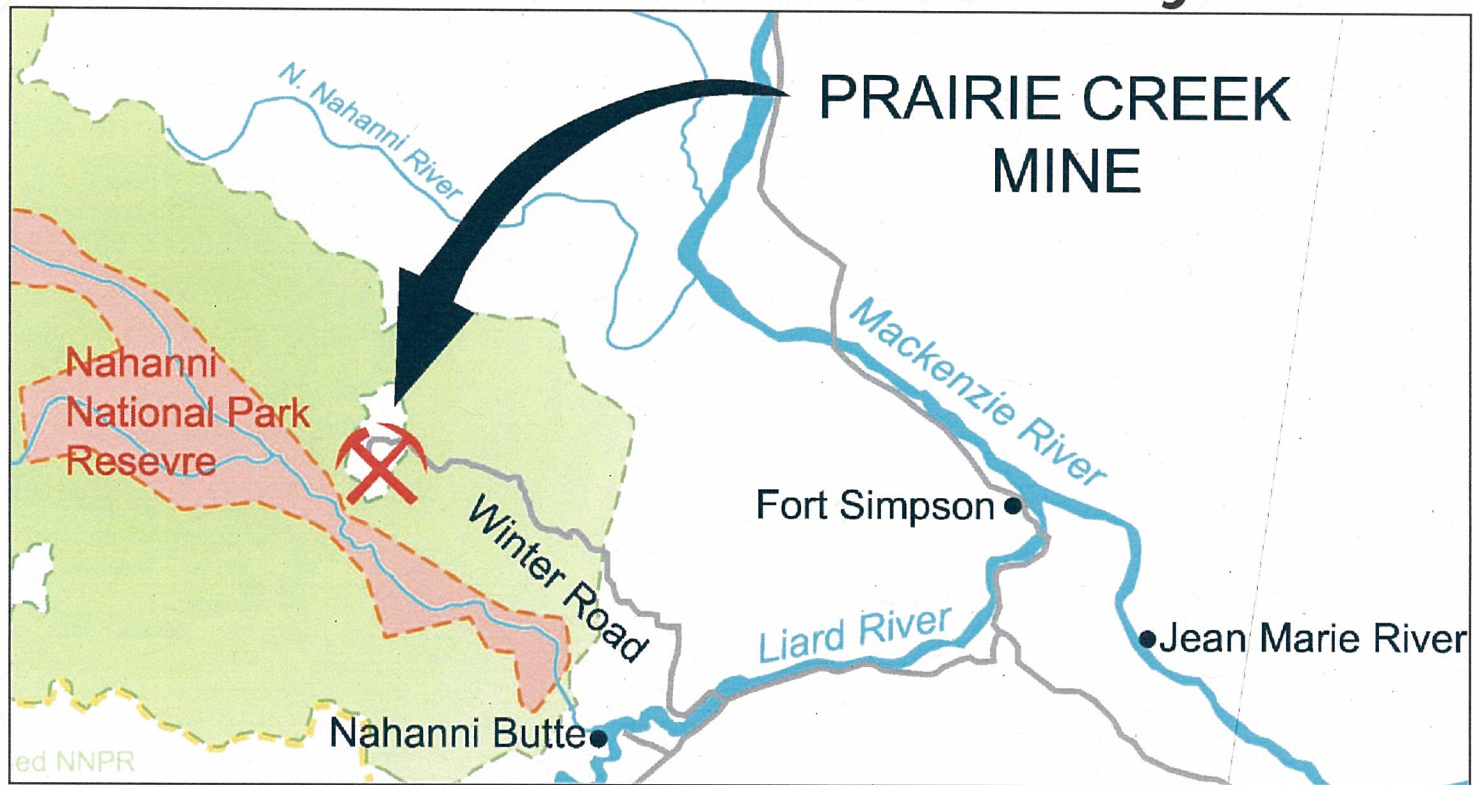 PRAIRIE CREEK
MINE
N. Nahanni River
Mackenzie River
Nahanni
National Park
Resevre
Winter Road
Fort Simpson
Liard River
Jean Marie River
Nahanni Butte
ed NNPR